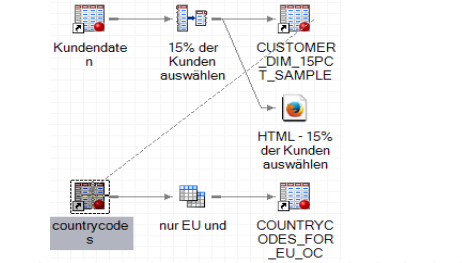 Kundendate
n
15% der
Kunden
auswählen
CUSTOMER
_DIM_15PC
T_SAMPLE
HTML - 15%
der Kunden
auswählen
countrycode
s
nur EU und
COUNTRYC
ODES_FOR
_EU_OC